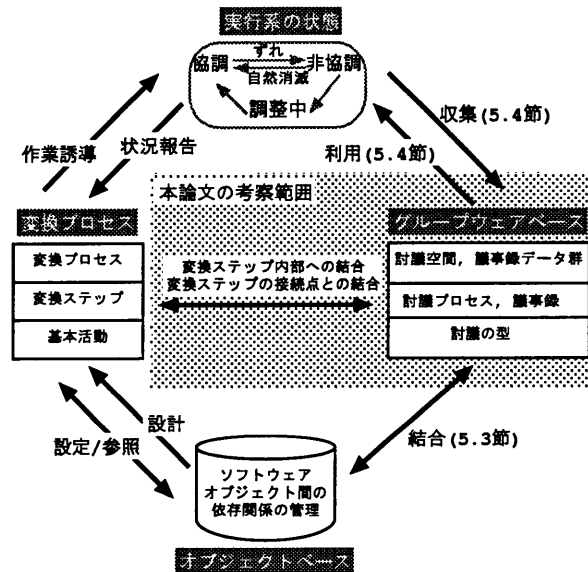 実行系の状態
ずれ
協調
非協調
自然消滅
調整中
作業誘導
状況報告
収集(5.4節)
利用(5.4節)
本論文の考察範囲
変換プロセス
グループウェアベース
変換プロセス
変換ステップ
基本活動
変換ステップ内部への結合
変換ステップの接続点との結合
討議空間, 議事録データ群
討議プロセス, 議事録
討議の型
設計
設定/参照
結合(5.3節)
ソフトウェア
オブジェクト間の
依存関係の管理
オブジェクトベース